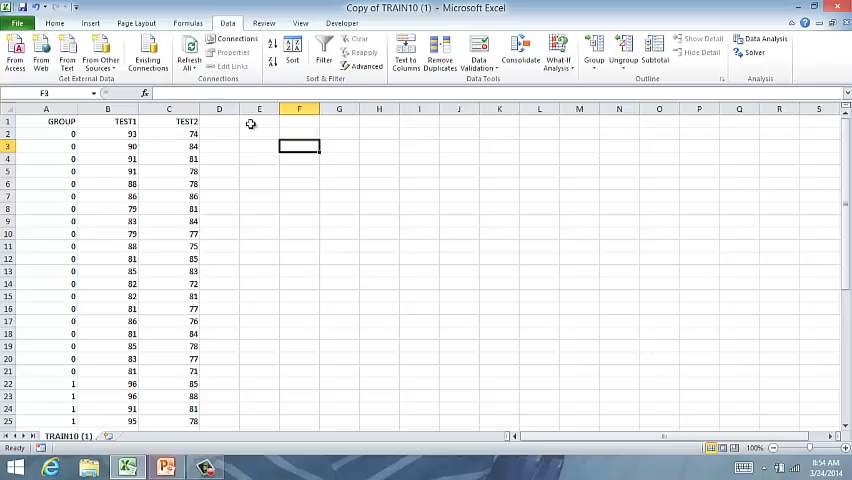 Copy of TRAIN10 (1) - Microsoft Excel
File Home Insert Page Layout Formulas Data Review View Developer
From Access
From Web
From Text
From Other Sources
Existing Connections
Refresh All
Connections
Properties
Edit Links
Sort
Filter
Clear
Reapply
Advanced
Text to Columns
Remove Duplicates
Data Validation
Consolidate
What-If Analysis
Group
Ungroup
Subtotal
Show Detail
Hide Detail
Data Analysis
Solver
Get External Data Connections Sort & Filter Data Tools Outline Analysis
F3 fx
A B C D E F G H I J K L M N O P Q R S
1 GROUP TEST1 TEST2
2 0 93 74
3 0 90 84
4 0 91 81
5 0 91 78
6 0 88 78
7 0 86 86
8 0 79 81
9 0 83 84
10 0 79 77
11 0 88 75
12 0 81 85
13 0 85 83
14 0 82 72
15 0 82 81
16 0 81 77
17 0 86 76
18 0 81 84
19 0 85 78
20 0 83 77
21 0 81 71
22 1 96 85
23 1 96 88
24 1 91 81
25 1 95 78
TRAIN10 (1)
Ready 100%
8:54 AM
3/24/2014